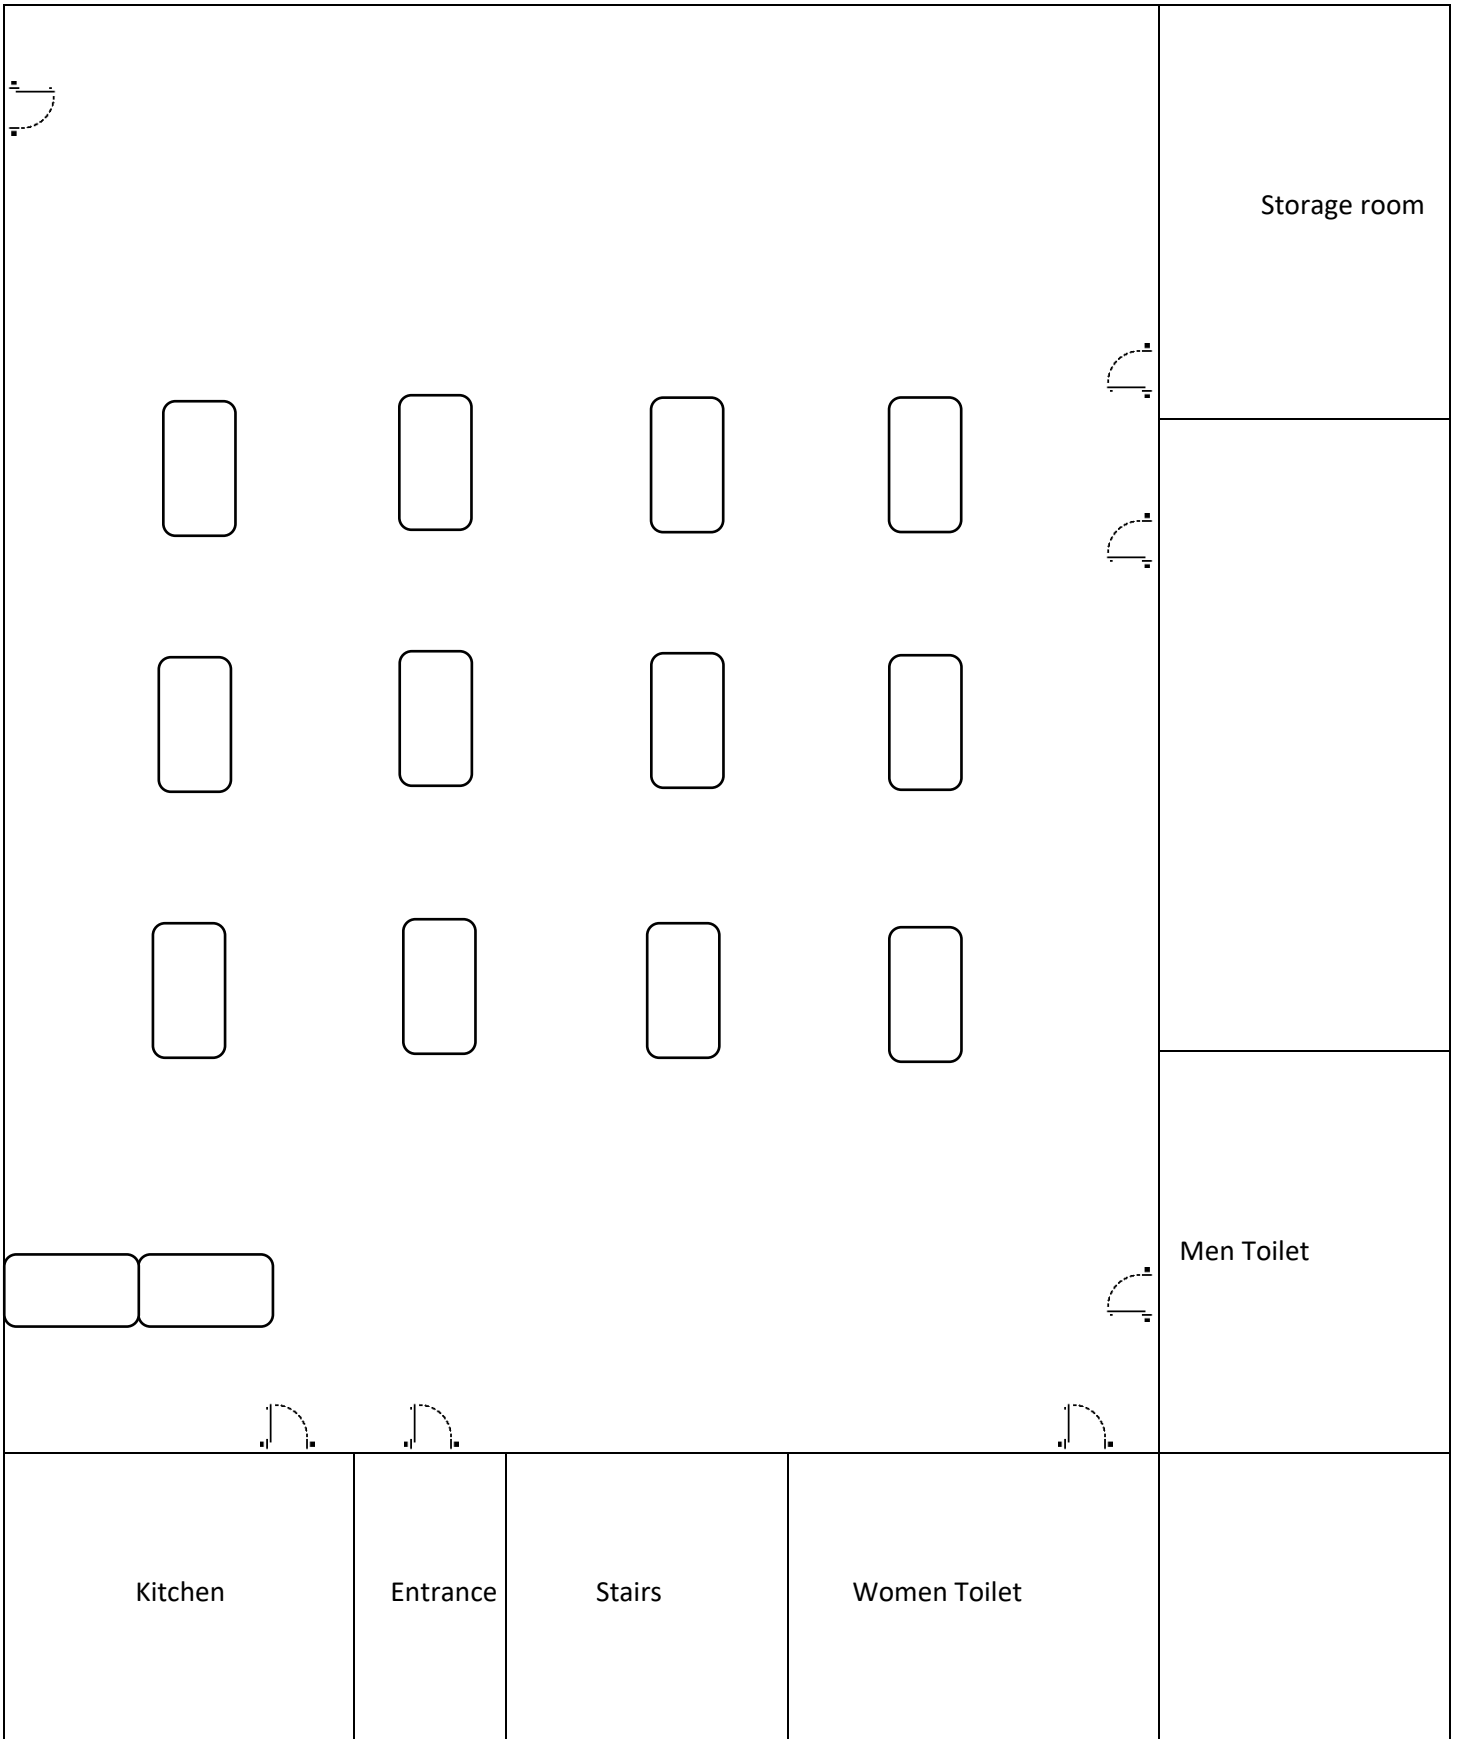 Storage room
Men Toilet
Kitchen
Entrance
Stairs
Women Toilet